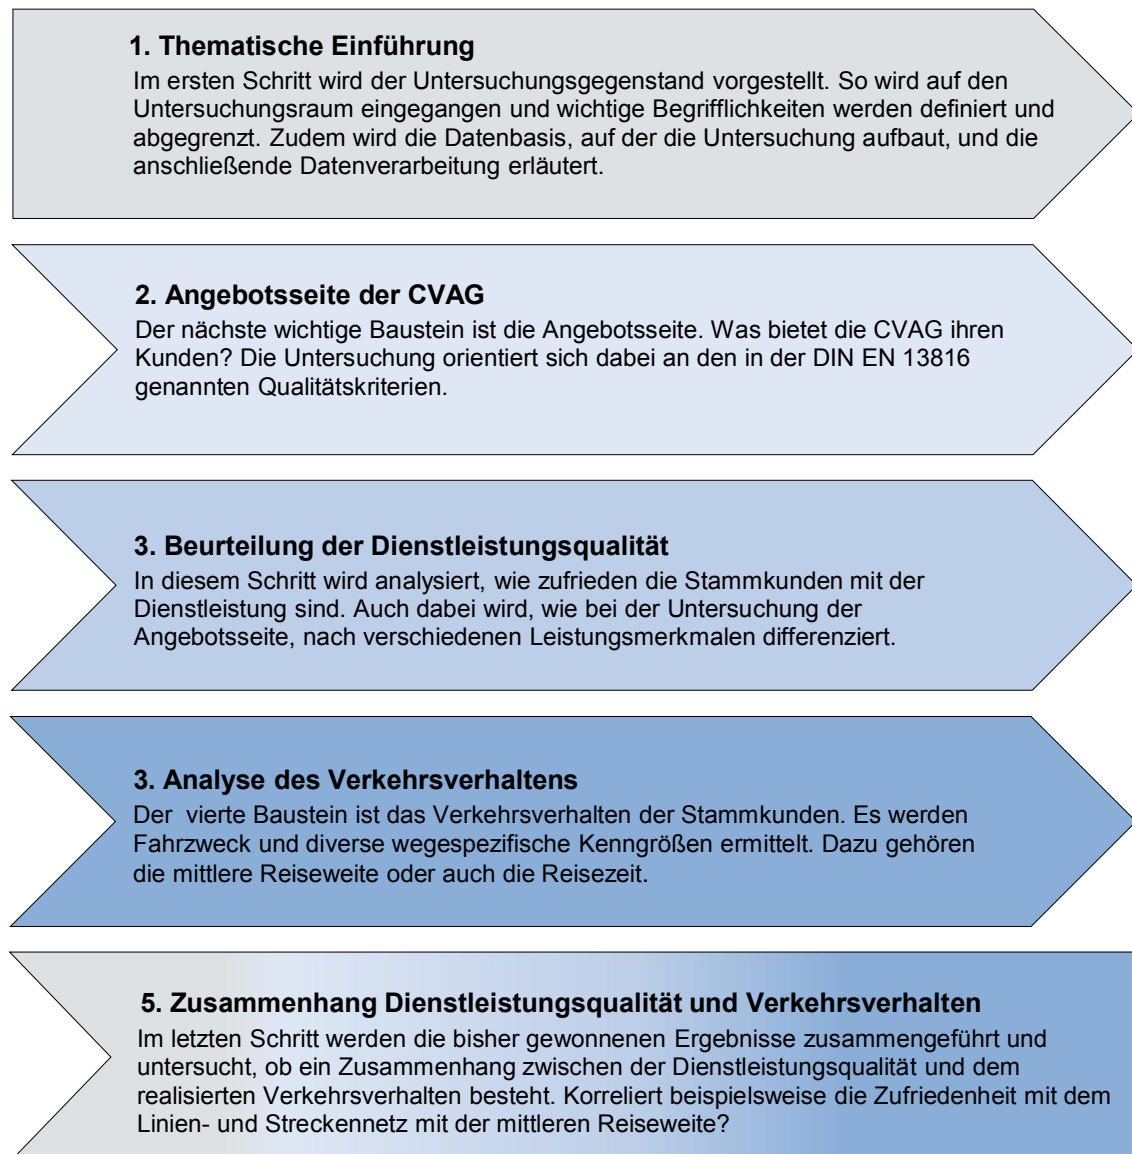 1. Thematische Einführung
Im ersten Schritt wird der Untersuchungsgegenstand vorgestellt. So wird auf den
Untersuchungsraum eingegangen und wichtige Begrifflichkeiten werden definiert und
abgegrenzt. Zudem wird die Datenbasis, auf der die Untersuchung aufbaut, und die
anschließende Datenverarbeitung erläutert.
2. Angebotsseite der CVAG
Der nächste wichtige Baustein ist die Angebotsseite. Was bietet die CVAG ihren
Kunden? Die Untersuchung orientiert sich dabei an den in der DIN EN 13816
genannten Qualitätskriterien.
3. Beurteilung der Dienstleistungsqualität
In diesem Schritt wird analysiert, wie zufrieden die Stammkunden mit der
Dienstleistung sind. Auch dabei wird, wie bei der Untersuchung der
Angebotsseite, nach verschiedenen Leistungsmerkmalen differenziert.
3. Analyse des Verkehrsverhaltens
Der vierte Baustein ist das Verkehrsverhalten der Stammkunden. Es werden
Fahrzweck und diverse wegespezifische Kenngrößen ermittelt. Dazu gehören
die mittlere Reiseweite oder auch die Reisezeit.
5. Zusammenhang Dienstleistungsqualität und Verkehrsverhalten
Im letzten Schritt werden die bisher gewonnenen Ergebnisse zusammengeführt und
untersucht, ob ein Zusammenhang zwischen der Dienstleistungsqualität und dem
realisierten Verkehrsverhalten besteht. Korreliert beispielsweise die Zufriedenheit mit dem
Linien- und Streckennetz mit der mittleren Reiseweite?